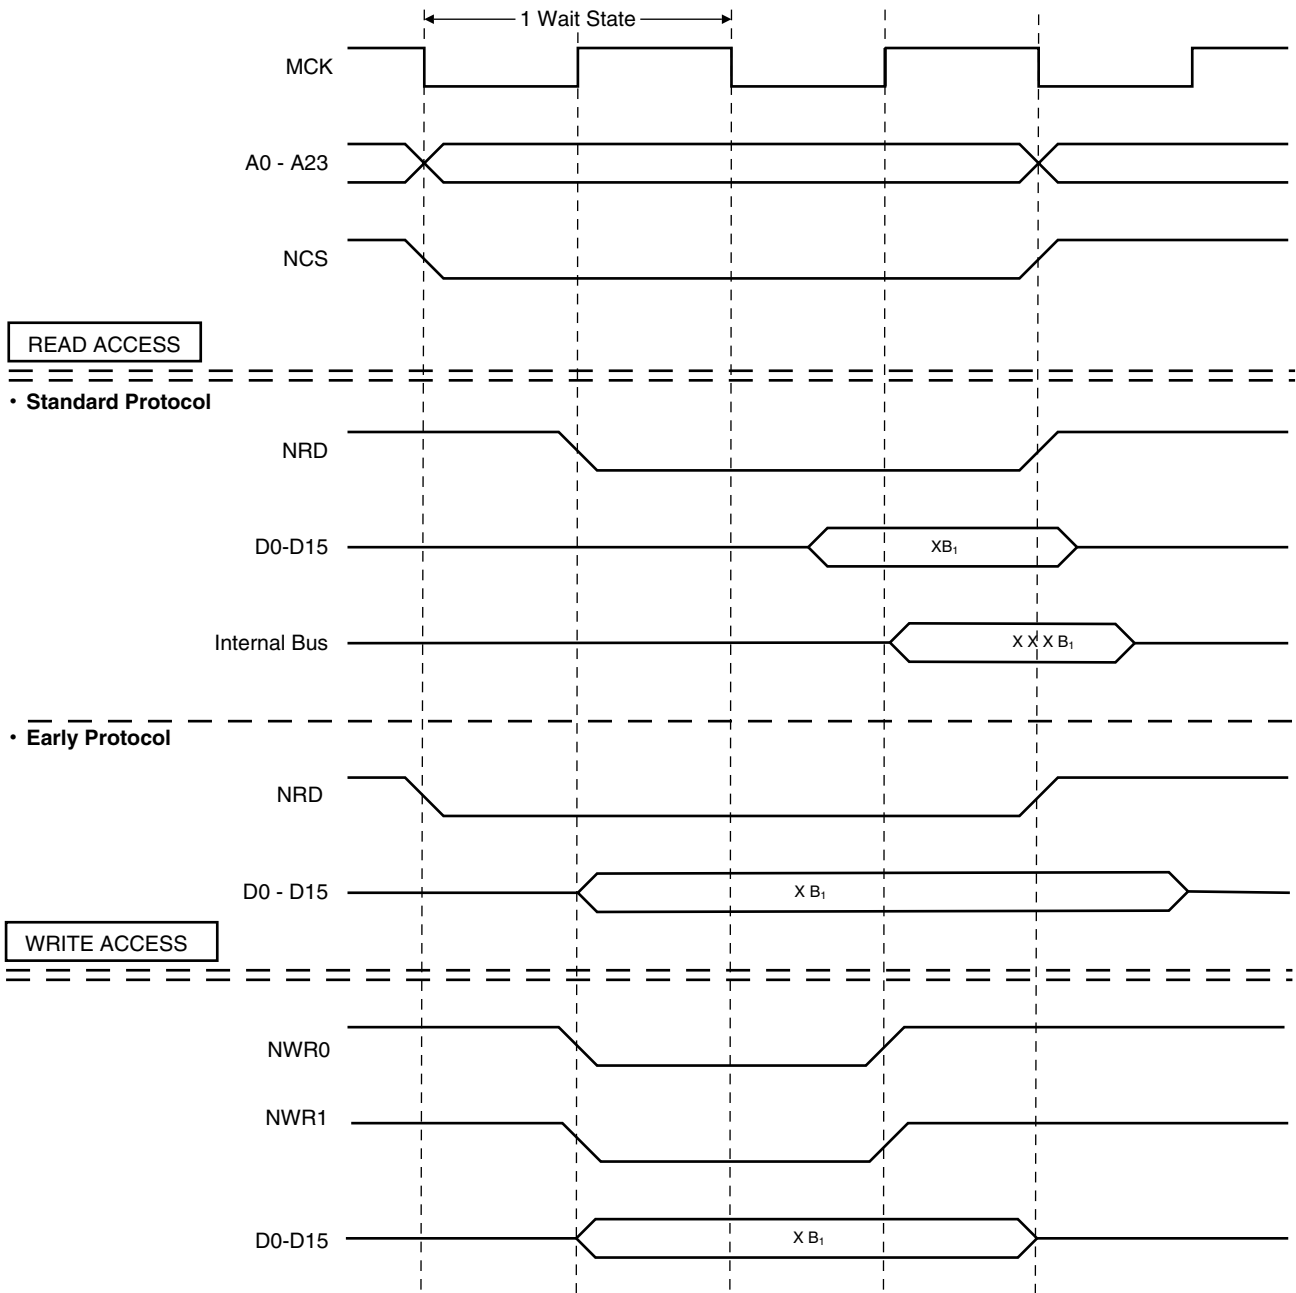 1 Wait State
MCK
A0 - A23
NCS
READ ACCESS
· Standard Protocol
NRD
D0-D15
XB₁
Internal Bus
X X X B₁
· Early Protocol
NRD
D0 - D15
X B₁
WRITE ACCESS
NWR0
NWR1
D0-D15
X B₁